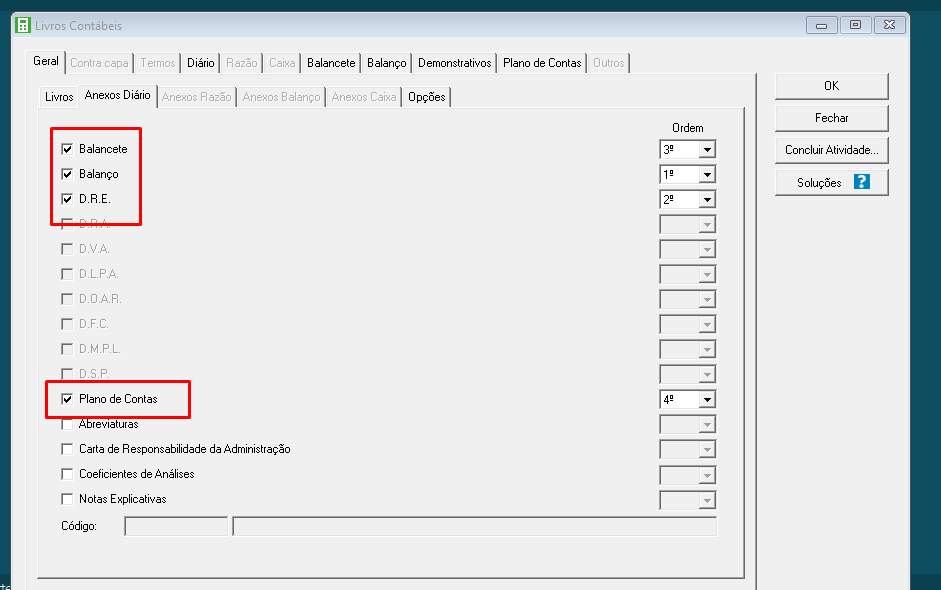 Livros Contábeis
Geral Contra capa Termos Diário Razão Caixa Balancete Balanço Demonstrativos Plano de Contas Outros
Livros Anexos Diário Anexos Razão Anexos Balanço Anexos Caixa Opções
OK
Fechar
Concluir Atividade...
Soluções ?
Ordem
Balancete 3º
Balanço 1º
D.R.E. 2º
D.R.A.
D.V.A.
D.L.P.A.
D.O.A.R.
D.F.C.
D.M.P.L.
D.S.P.
Plano de Contas 4º
Abreviaturas
Carta de Responsabilidade da Administração
Coeficientes de Análises
Notas Explicativas
Código: